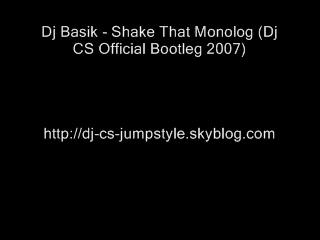 Dj Basik - Shake That Monolog (Dj
CS Official Bootleg 2007)
http://dj-cs-jumpstyle.skyblog.com